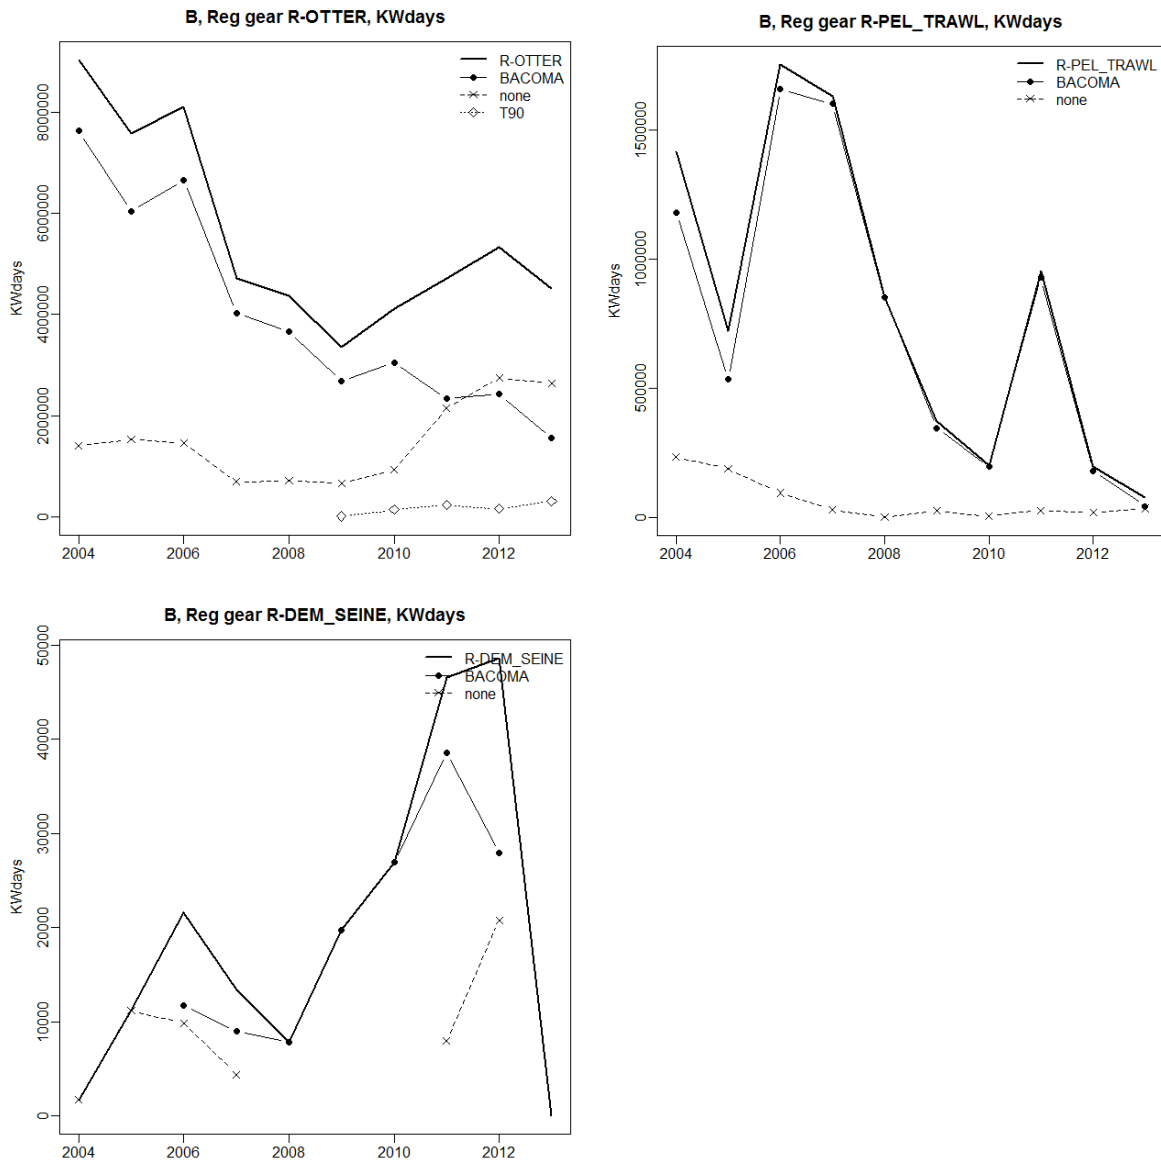 B, Reg gear R-OTTER, KWdays
R-OTTER
BACOMA
none
T90
KWdays
8000000
6000000
4000000
2000000
0
2004 2006 2008 2010 2012
B, Reg gear R-PEL_TRAWL, KWdays
R-PEL_TRAWL
BACOMA
none
KWdays
1500000
1000000
500000
0
2004 2006 2008 2010 2012
B, Reg gear R-DEM_SEINE, KWdays
R-DEM_SEINE
BACOMA
none
KWdays
50000
40000
30000
20000
10000
0
2004 2006 2008 2010 2012